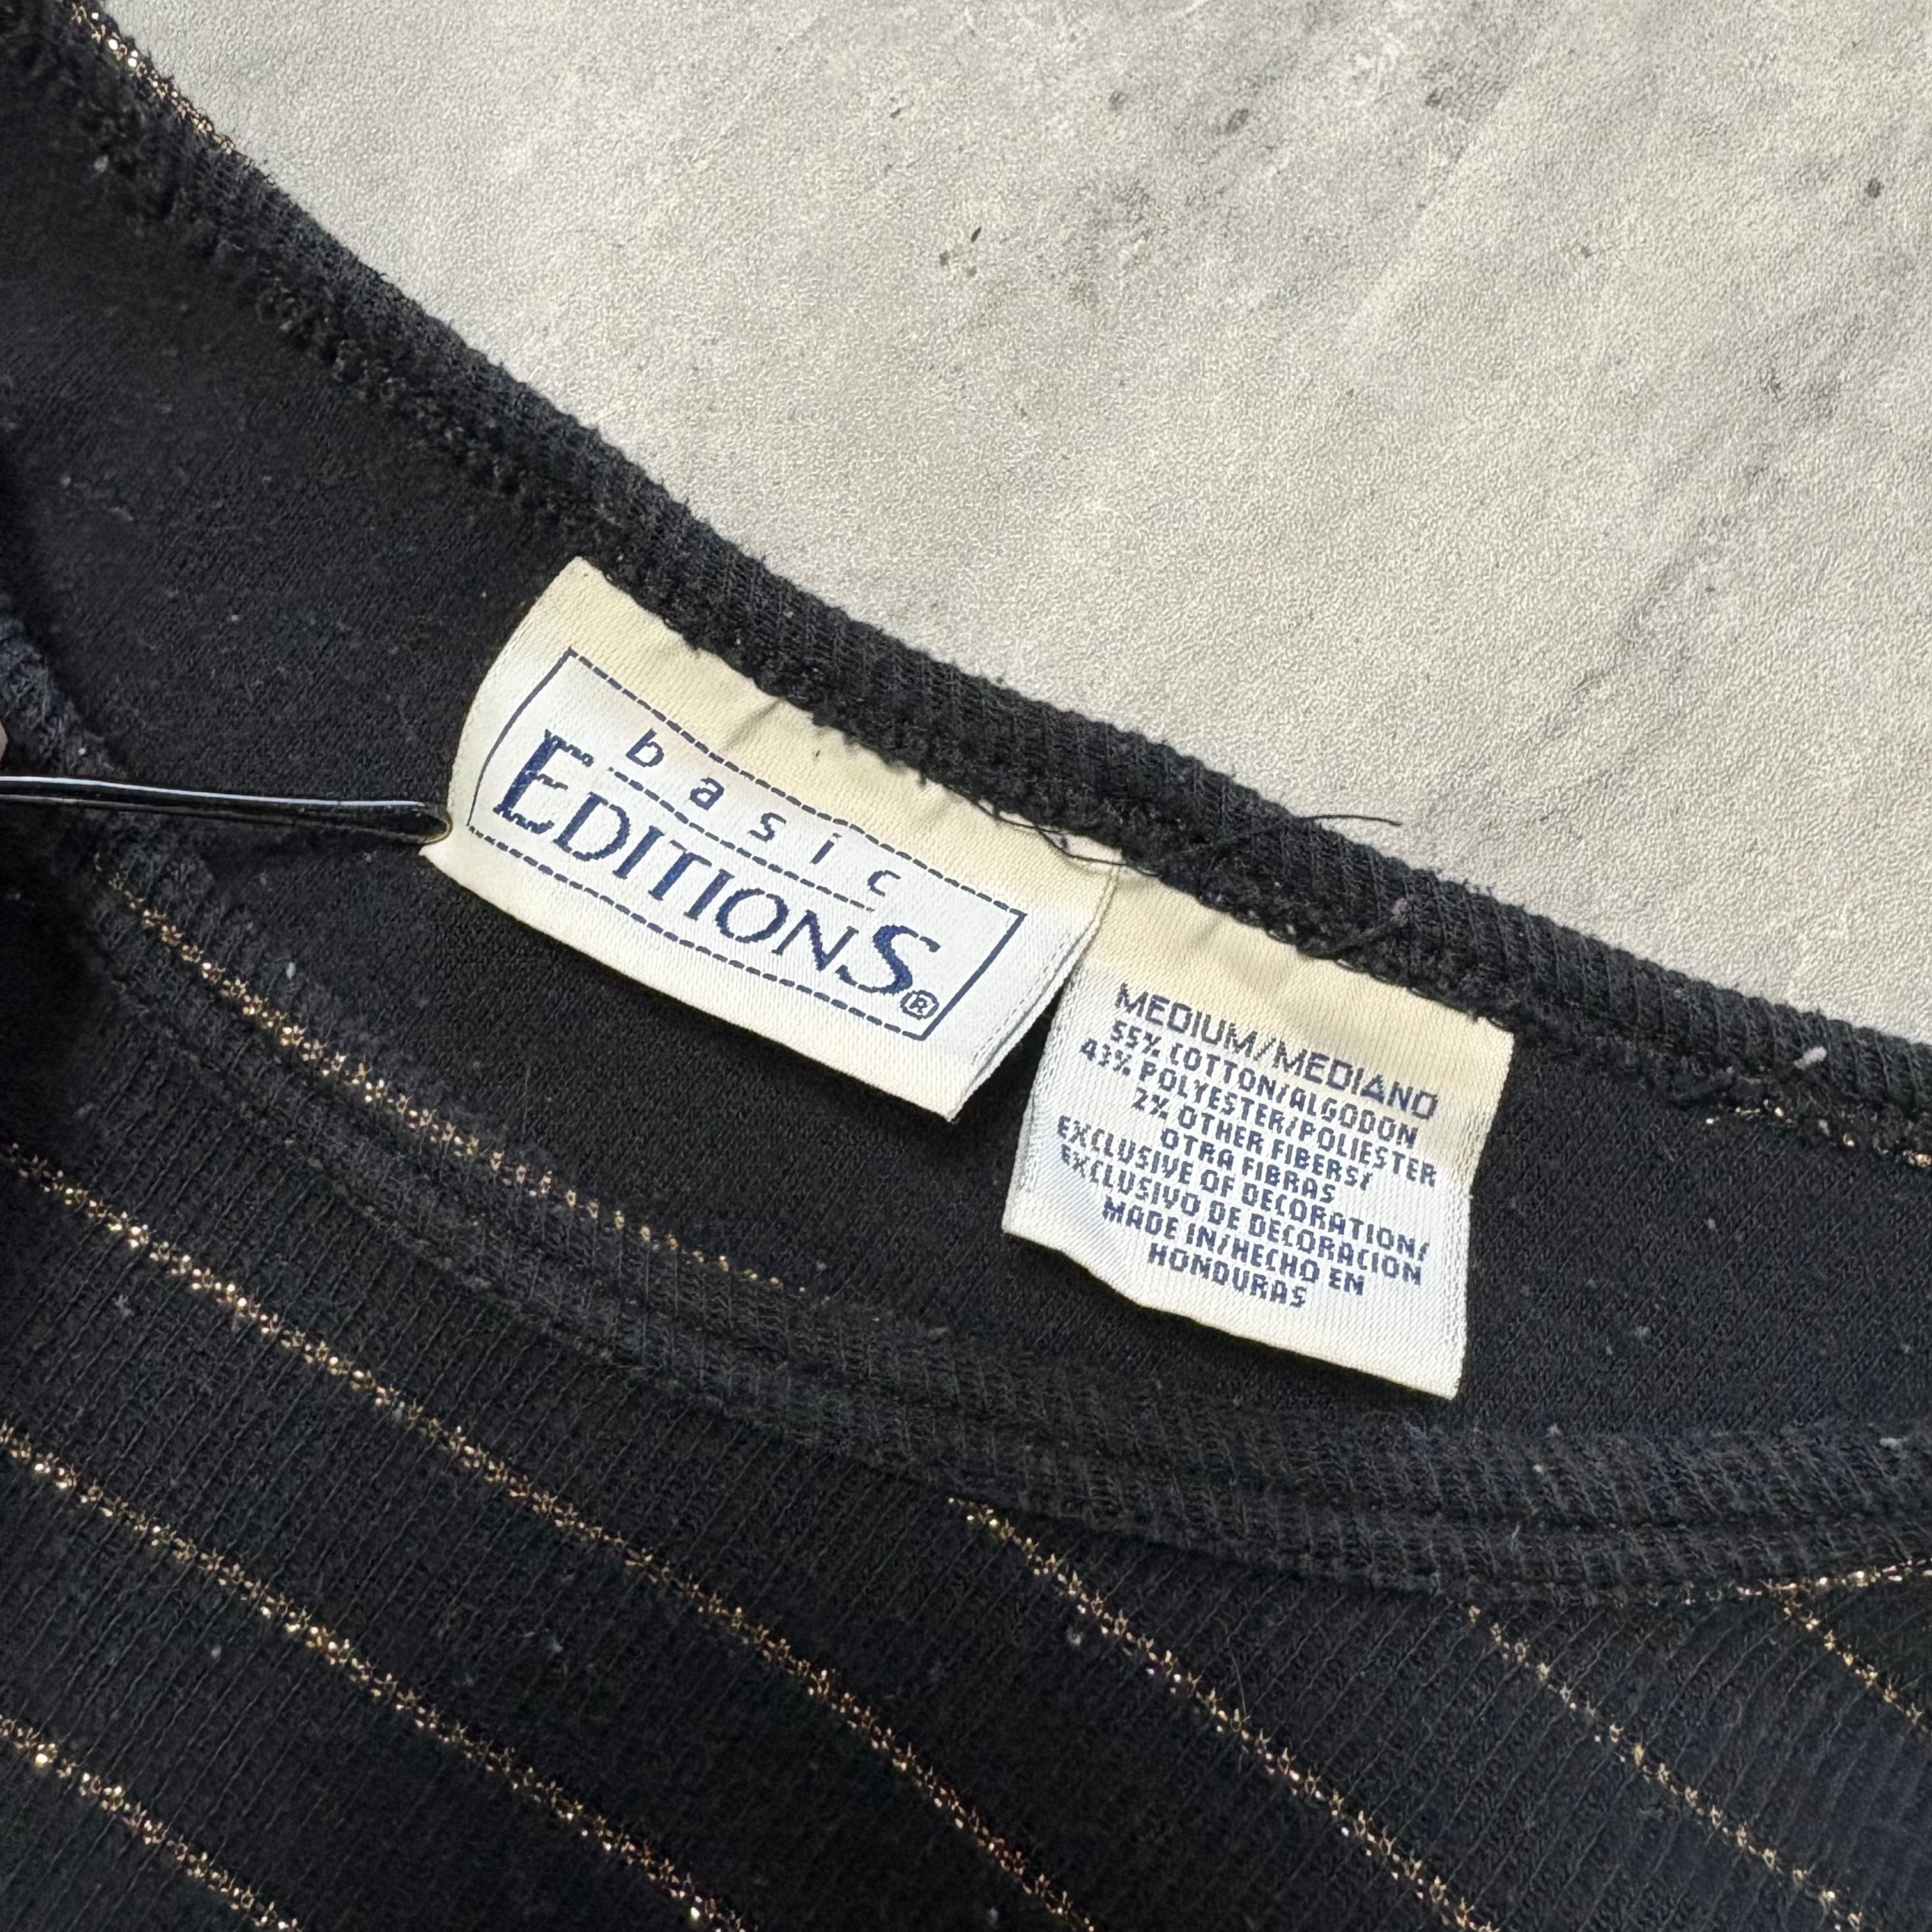 basic
EDITIONS®
MEDIUM/MEDIANO
55% COTTON/ALGODON
43% POLYESTER/POLIESTER
2% OTHER FIBERS/
OTRA FIBRAS
EXCLUSIVE OF DECORATION/
EXCLUSIVO DE DECORACION
MADE IN/HECHO EN
HONDURAS